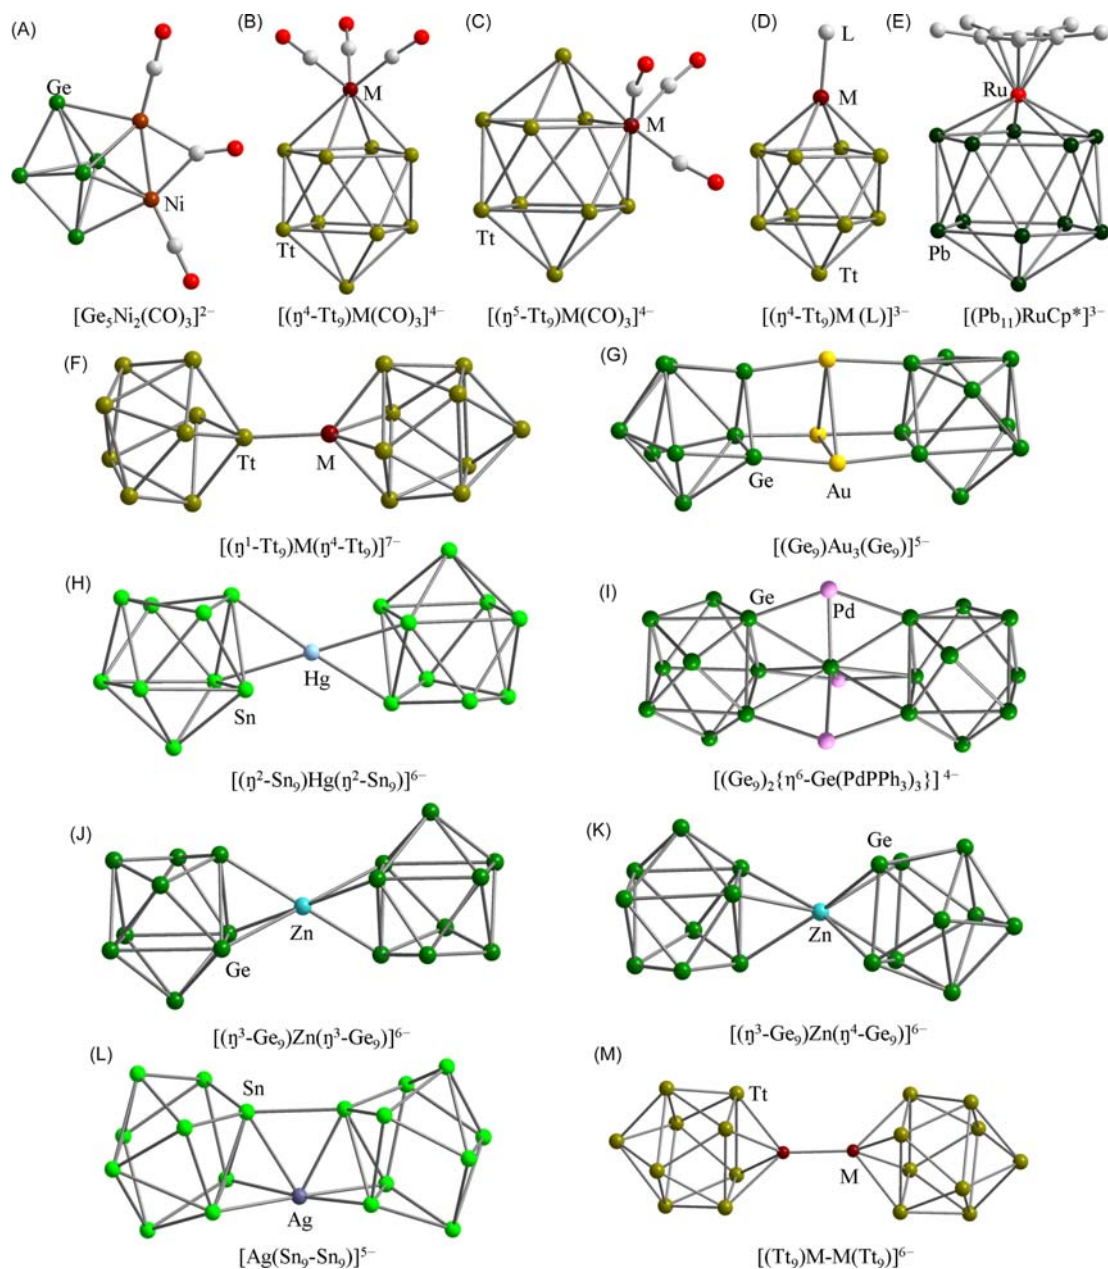 (A) (B) (C) (D) (E)
Ge M M L
M Ru
Ni
Tt Tt Tt Pb
[Ge₅Ni₂(CO)₃]²⁻ [(η⁴-Tt₉)M(CO)₃]⁴⁻ [(η⁵-Tt₉)M(CO)₃]⁴⁻ [(η⁴-Tt₉)M (L)]³⁻ [(Pb₁₁)RuCp*]³⁻
(F) (G)
Tt M Ge Au
[(η¹-Tt₉)M(η⁴-Tt₉)]⁷⁻ [(Ge₉)Au₃(Ge₉)]⁵⁻
(H) (I)
Hg Sn Ge Pd
[(η²-Sn₉)Hg(η²-Sn₉)]⁶⁻ [(Ge₉)₂{η⁶-Ge(PdPPh₃)₃}] ⁴⁻
(J) (K)
Zn Ge Ge Zn
[(η³-Ge₉)Zn(η³-Ge₉)]⁶⁻ [(η³-Ge₉)Zn(η⁴-Ge₉)]⁶⁻
(L) (M)
Sn Ag Tt M
[Ag(Sn₉-Sn₉)]⁵⁻ [(Tt₉)M-M(Tt₉)]⁶⁻